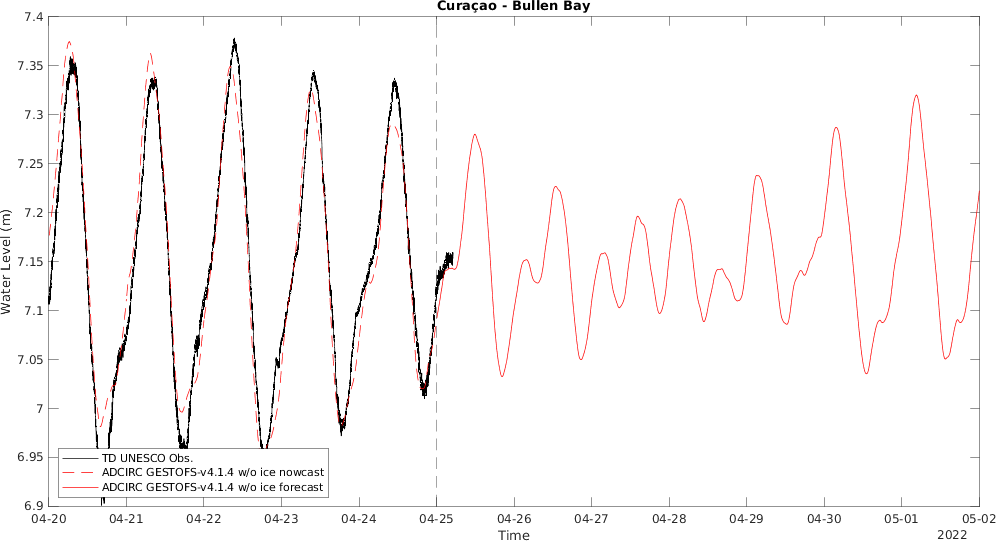 Curaçao - Bullen Bay
7.4
7.35
7.3
7.25
7.2
7.15
7.1
7.05
7
6.95
6.9
Water Level (m)
TD UNESCO Obs.
ADCIRC GESTOFS-v4.1.4 w/o ice nowcast
ADCIRC GESTOFS-v4.1.4 w/o ice forecast
04-20 04-21 04-22 04-23 04-24 04-25 04-26 04-27 04-28 04-29 04-30 05-01 05-02
Time
2022